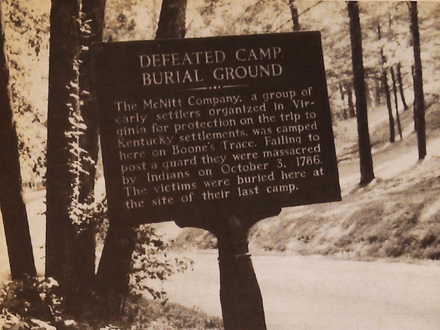 DEFEATED CAMP
BURIAL GROUND
The McNitt Company, a group of
early settlers organized in Vir-
ginia for protection on the trip to
Kentucky settlements, was camped
here on Boone's Trace. Failing to
post a guard they were massacred
by Indians on October 3, 1786.
The victims were buried here at
the site of their last camp.